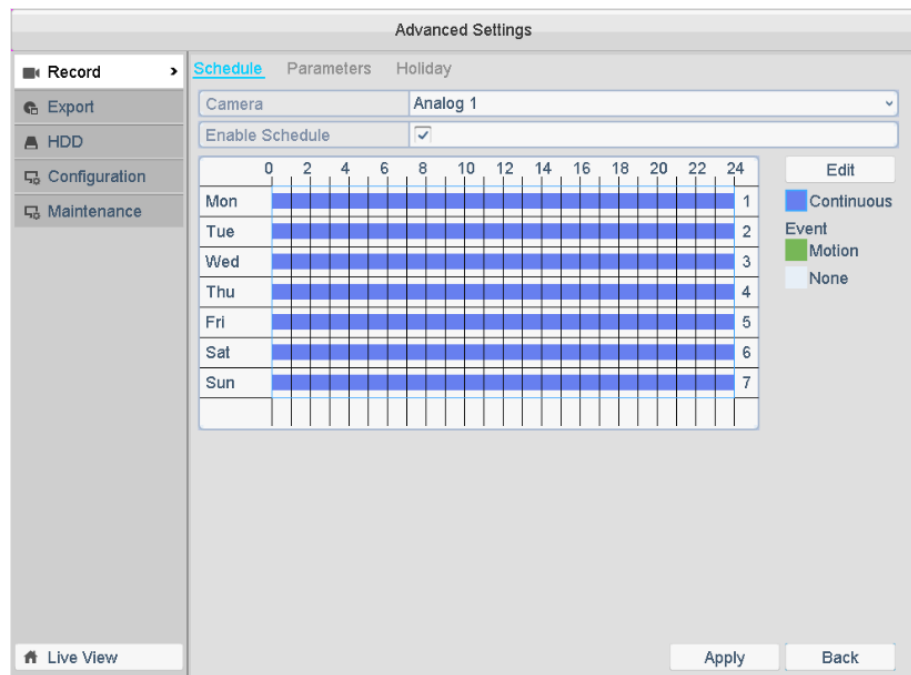 Advanced Settings
Record
Export
HDD
Configuration
Maintenance
Live View
Schedule Parameters Holiday
Camera Analog 1
Enable Schedule
0 2 4 6 8 10 12 14 16 18 20 22 24
Mon 1
Tue 2
Wed 3
Thu 4
Fri 5
Sat 6
Sun 7
Edit
Continuous
Event
Motion
None
Apply
Back